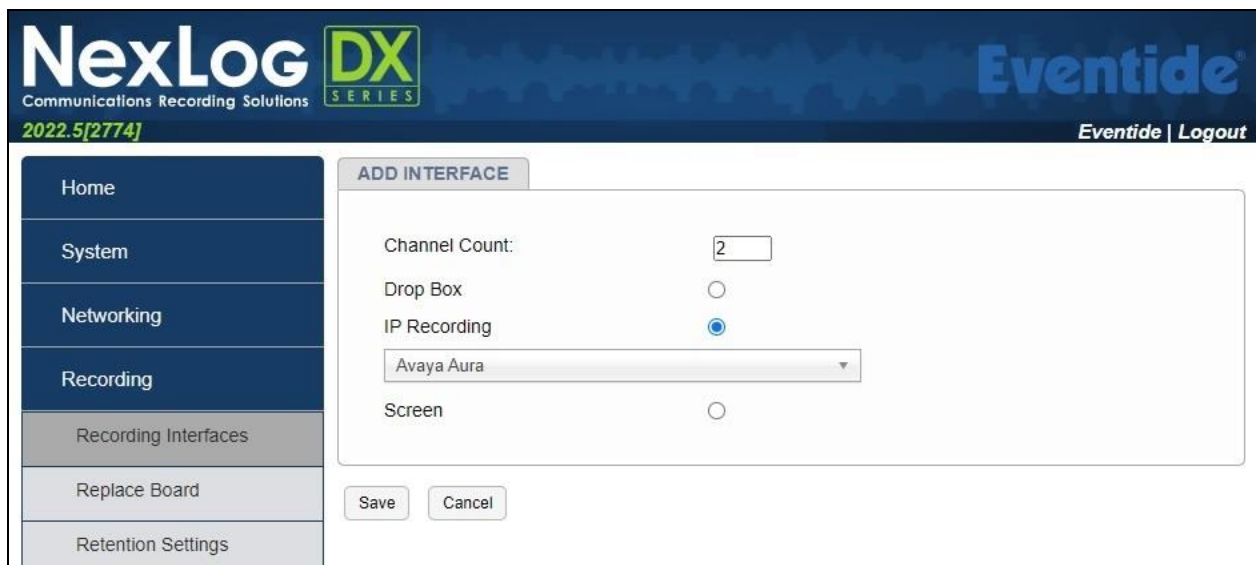 NexLog DX
SERIES
Communications Recording Solutions
Eventide®
2022.5[2774]
Eventide | Logout
Home
System
Networking
Recording
Recording Interfaces
Replace Board
Retention Settings
ADD INTERFACE
Channel Count: 2
Drop Box
IP Recording
Avaya Aura
Screen
Save Cancel